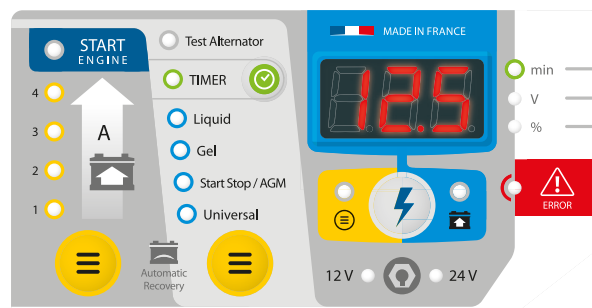 START
ENGINE
4
3
A
2
1
Automatic
Recovery
Test Alternator
TIMER
Liquid
Gel
Start Stop / AGM
Universal
MADE IN FRANCE
125
min
V
%
ERROR
12 V
24 V